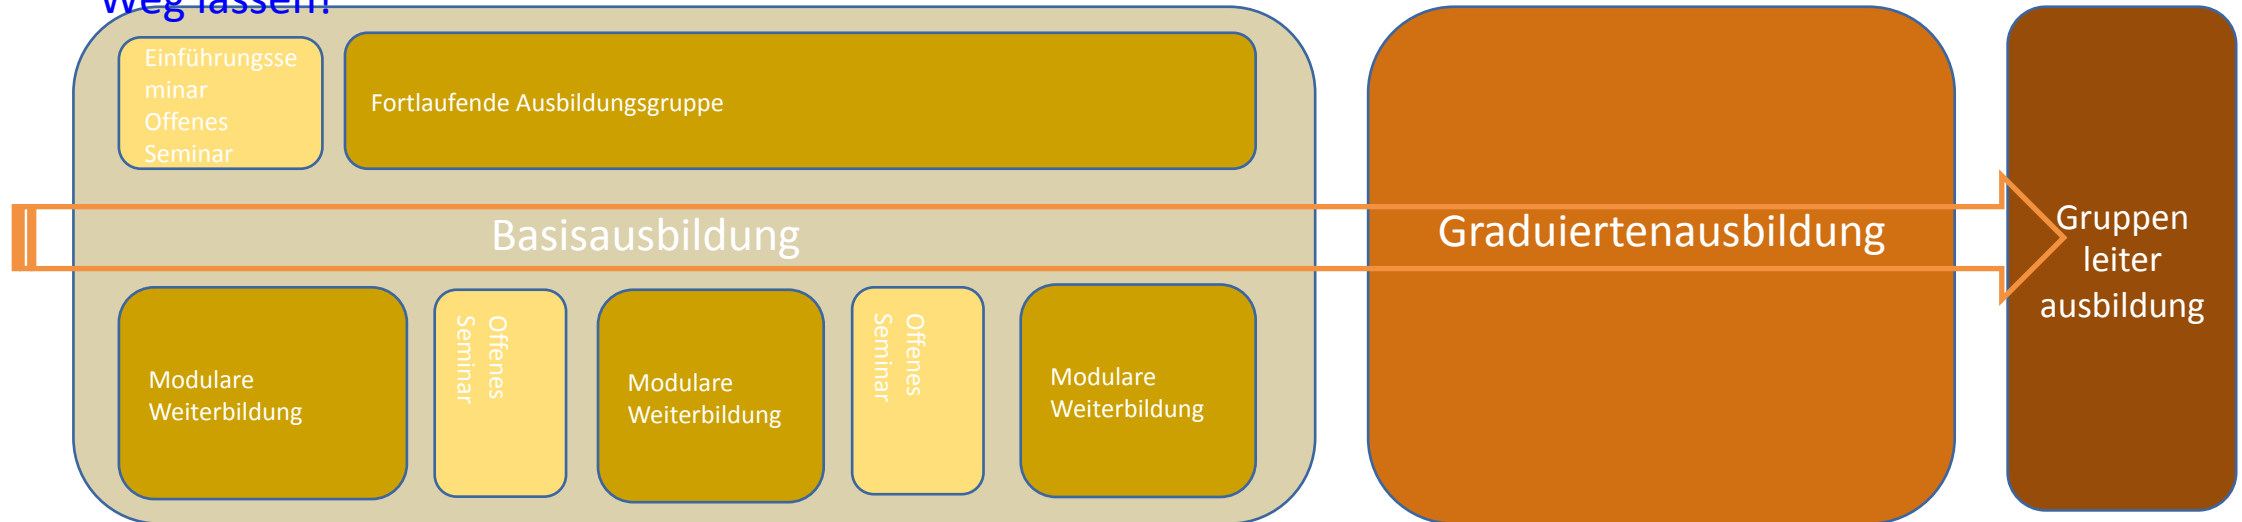 Weg lassen!
Einführungsse
minar
Offenes
Seminar
Fortlaufende Ausbildungsgruppe
Basisausbildung
Graduiertenausbildung
Gruppen
leiter
ausbildung
Modulare
Weiterbildung
Offenes
Seminar
Modulare
Weiterbildung
Offenes
Seminar
Modulare
Weiterbildung